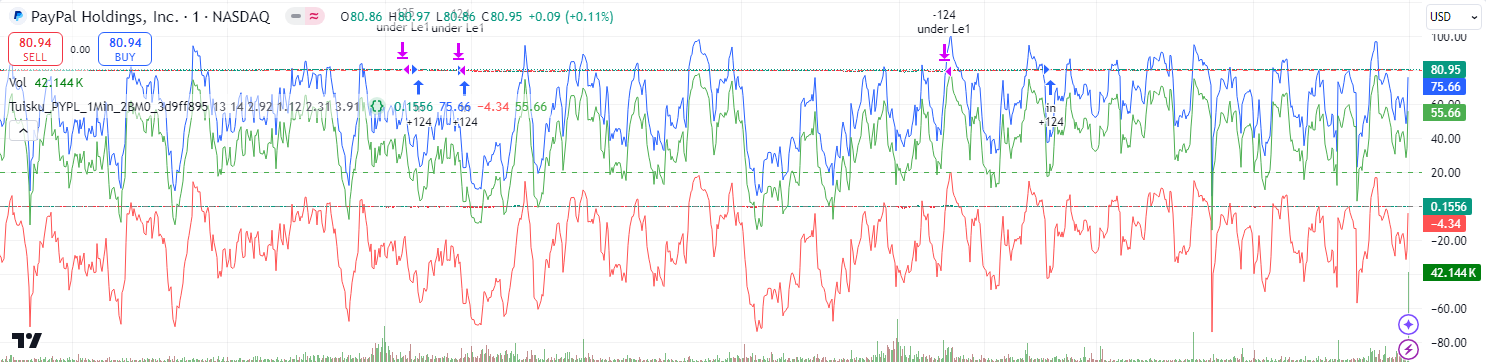 PayPal Holdings, Inc. · 1 · NASDAQ O80.86 H80.97 L80.86 C80.95 +0.09 (+0.11%)
USD
-124
under Le1 under Le1
under Le1
80.94 SELL 0.00 80.94 BUY
Vol 42.144 K
Tuisku_PYPL_1Min_2BM0_3d9ff895 13 14 2.92 1.12 2.31 3.91 {} 0.1556 75.66 −4.34 55.66
+124 +124
in
+124
100.00
80.95
75.66
60.00
55.66
40.00
20.00
0.1556
−4.34
−20.00
42.144 K
−60.00
−80.00